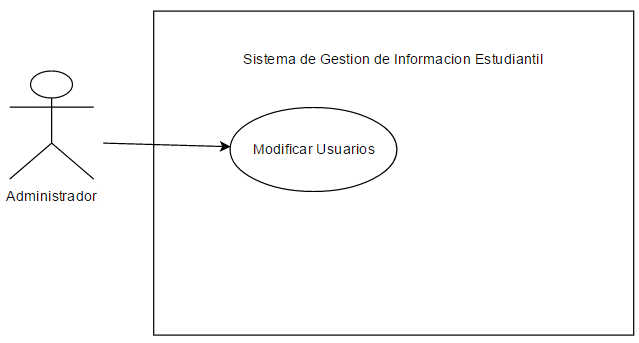 Sistema de Gestion de Informacion Estudiantil
Modificar Usuarios
Administrador